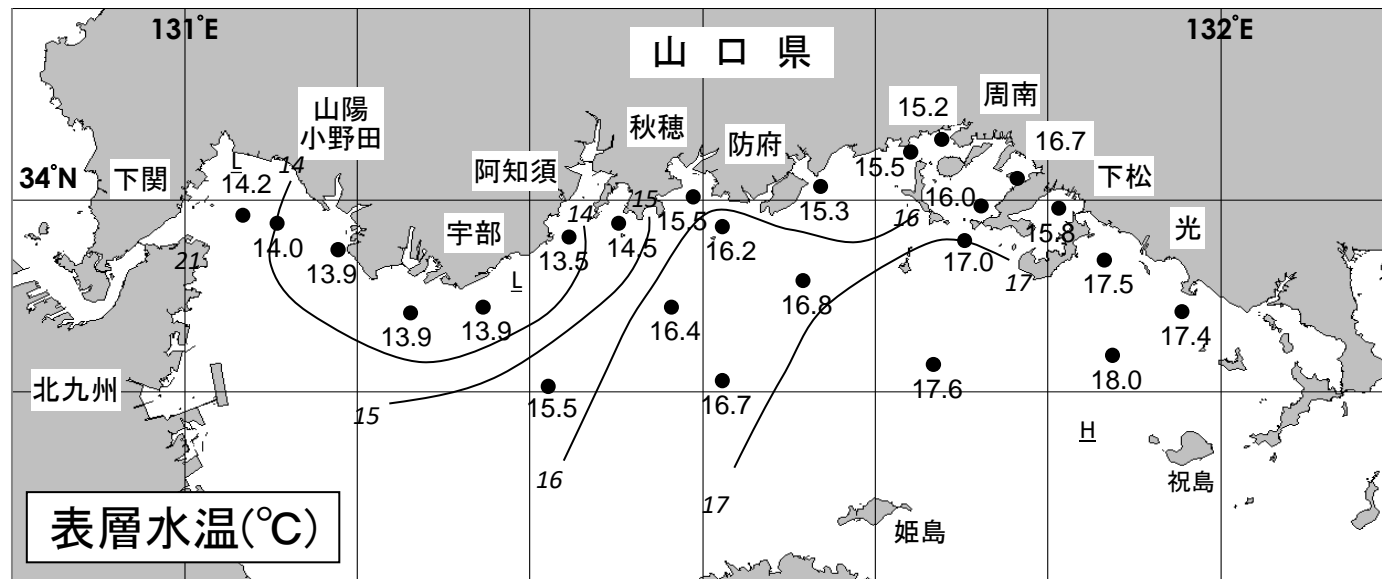 131°E
132°E
山口県
山陽
小野田
秋穂
防府
15.2
周南
16.7
阿知須
15.5
下松
34°N
下関
L
14
14.2
15
16.0
14
15.5
15.3
16
15.8
光
宇部
14.0
14.5
16.2
17.0
21
13.9
13.5
17
17.5
L
16.8
13.9
13.9
16.4
17.4
北九州
15.5
16.7
17.6
18.0
15
H
16
17
祝島
表層水温(℃)
姫島